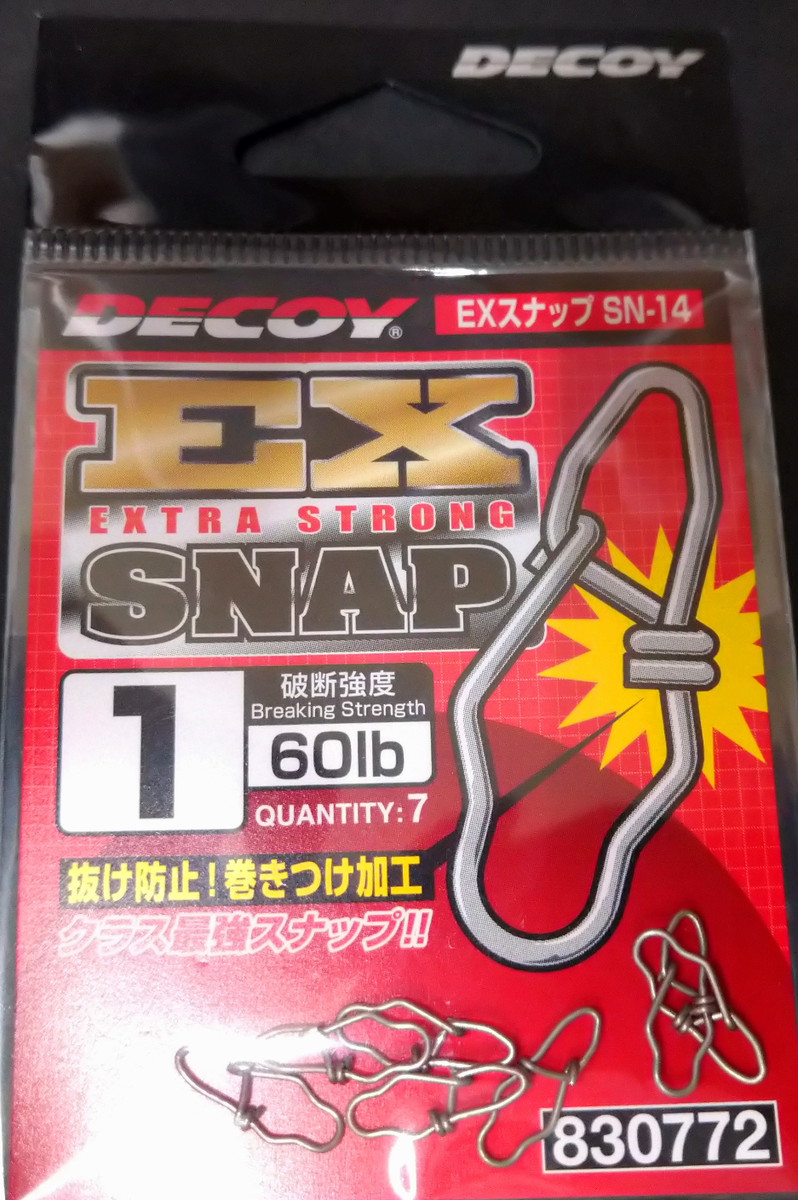 DECOY
DECOY®
EXスナップ SN-14
EX
EXTRA STRONG
SNAP
1
破断強度
Breaking Strength
60lb
QUANTITY:7
抜け防止!巻きつけ加工
クラス最強スナップ!!
830772